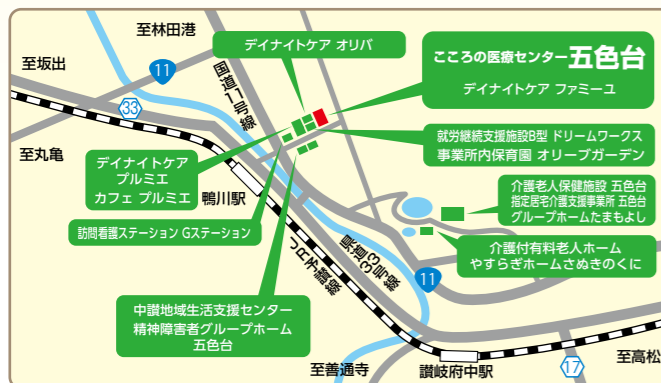 至林田港
デイナイトケア オリバ
こころの医療センター 五色台
デイナイトケア ファミーユ
至坂出
11
国道11号線
33
就労継続支援施設B型 ドリームワークス
事業所内保育園 オリーブガーデン
至丸亀
デイナイトケア
プルミエ
カフェ プルミエ
鴨川駅
介護老人保健施設 五色台
指定居宅介護支援事業所 五色台
グループホームたまもよし
訪問看護ステーション Gステーション
介護付有料老人ホーム
やすらぎホームさぬきのくに
県道33号線
JR予讃線
11
中讃地域生活支援センター
精神障害者グループホーム
五色台
至善通寺
讃岐府中駅
17
至高松